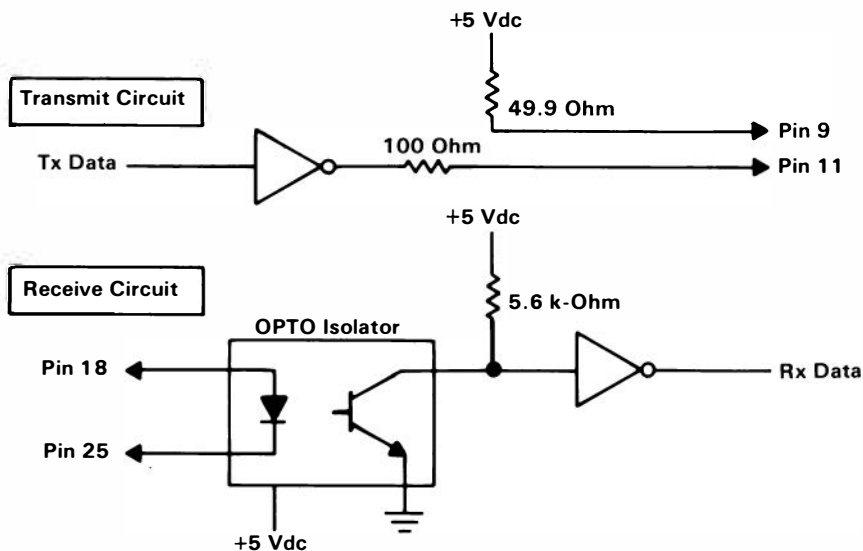 +5 Vdc
Transmit Circuit
49.9 Ohm
Pin 9
100 Ohm
Tx Data
Pin 11
+5 Vdc
Receive Circuit
5.6 k-Ohm
OPTO Isolator
Pin 18
Rx Data
Pin 25
+5 Vdc